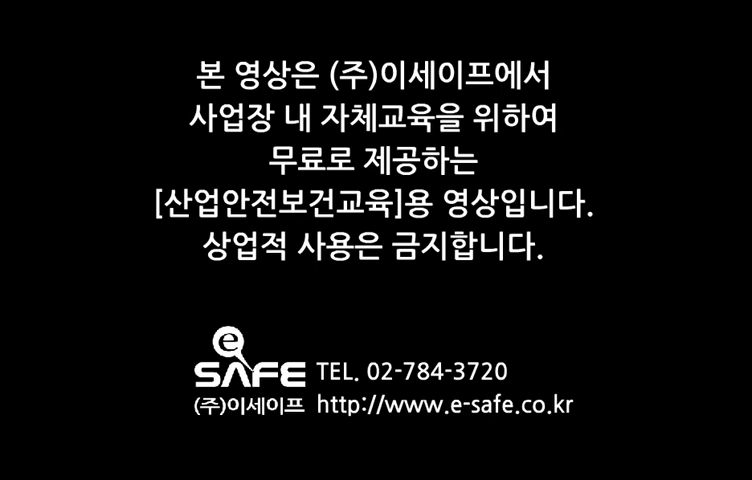 본 영상은 (주)이세이프에서
사업장 내 자체교육을 위하여
무료로 제공하는
[산업안전보건교육]용 영상입니다.
상업적 사용은 금지합니다.
e
SAFE TEL. 02-784-3720
(주)이세이프 http://www.e-safe.co.kr